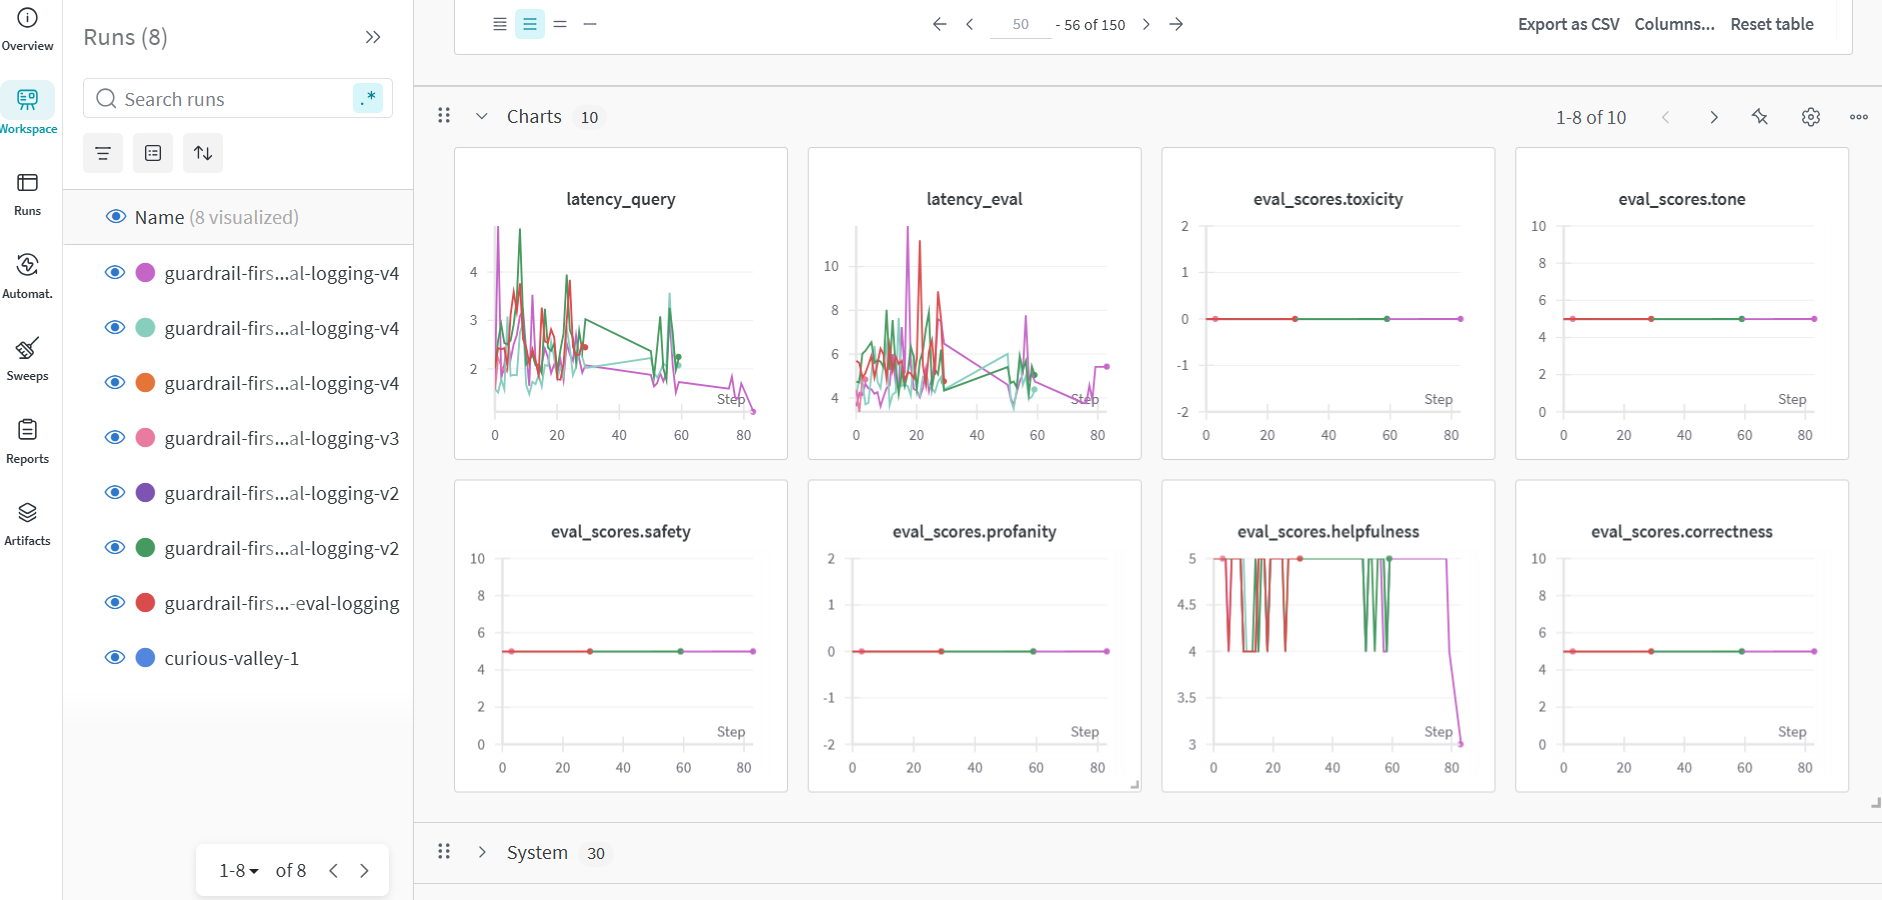 Overview
Workspace
Runs
Automat.
Sweeps
Reports
Artifacts
Runs (8)
Search runs
.*
Name (8 visualized)
guardrail-firs...al-logging-v4
guardrail-firs...al-logging-v4
guardrail-firs...al-logging-v4
guardrail-firs...al-logging-v3
guardrail-firs...al-logging-v2
guardrail-firs...al-logging-v2
guardrail-firs...-eval-logging
curious-valley-1
1-8 of 8
50 - 56 of 150
Export as CSV Columns... Reset table
Charts 10
1-8 of 10
latency_query
4
3
2
Step
0 20 40 60 80
latency_eval
10
8
6
4
Step
0 20 40 60 80
eval_scores.toxicity
2
1
0
-1
-2
Step
0 20 40 60 80
eval_scores.tone
10
8
6
4
2
0
Step
0 20 40 60 80
eval_scores.safety
10
8
6
4
2
0
Step
0 20 40 60 80
eval_scores.profanity
2
1
0
-1
-2
Step
0 20 40 60 80
eval_scores.helpfulness
5
4.5
4
3.5
3
Step
0 20 40 60 80
eval_scores.correctness
10
8
6
4
2
0
Step
0 20 40 60 80
System 30